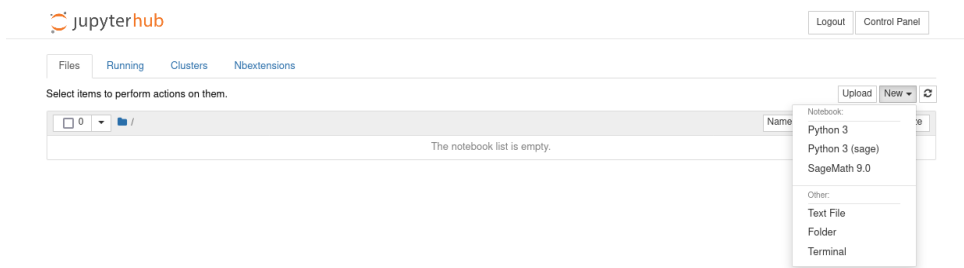 jupyterhub
Logout Control Panel
Files Running Clusters Nbextensions
Select items to perform actions on them.
Upload New
0 /
Name
The notebook list is empty.
Notebook:
Python 3
Python 3 (sage)
SageMath 9.0
Other:
Text File
Folder
Terminal